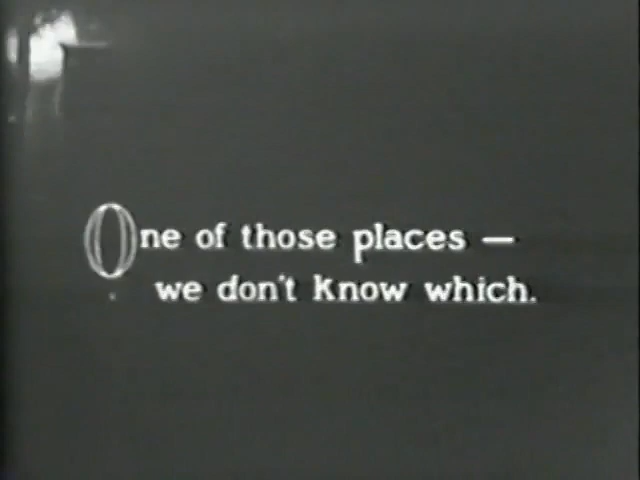 One of those places —
we don't know which.